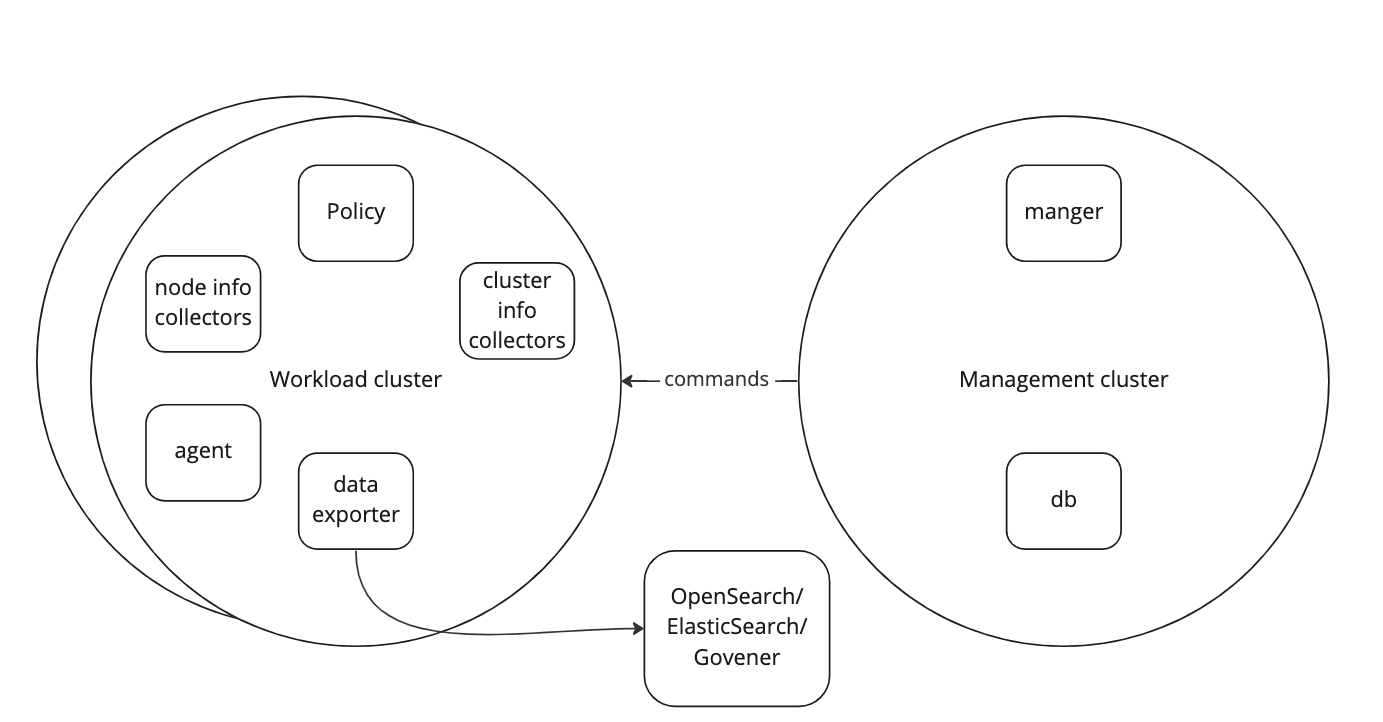 Policy
node info
collectors
cluster
info
collectors
Workload cluster
agent
data
exporter
commands
manger
Management cluster
db
OpenSearch/
ElasticSearch/
Govener